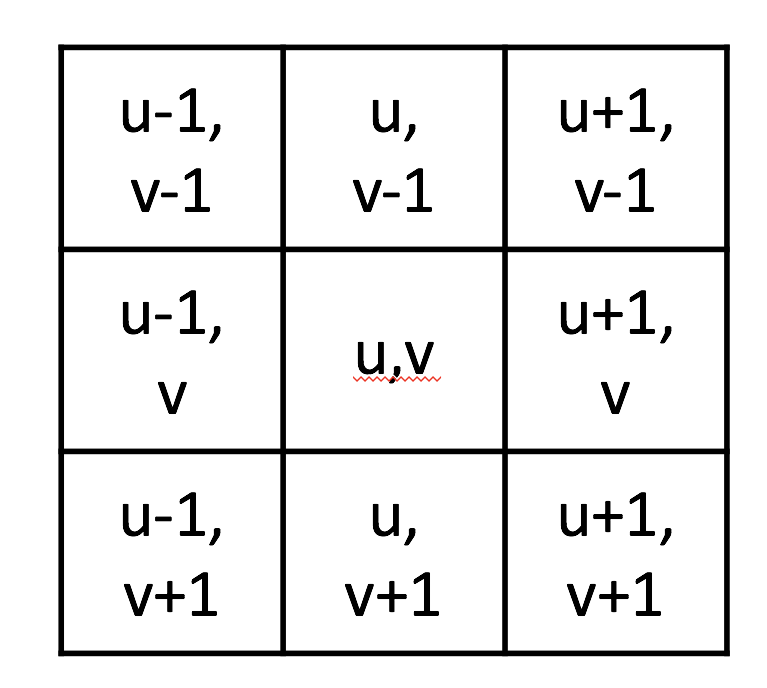 u-1,
v-1
u,
v-1
u+1,
v-1
u-1,
v
u,v
u+1,
v
u-1,
v+1
u,
v+1
u+1,
v+1